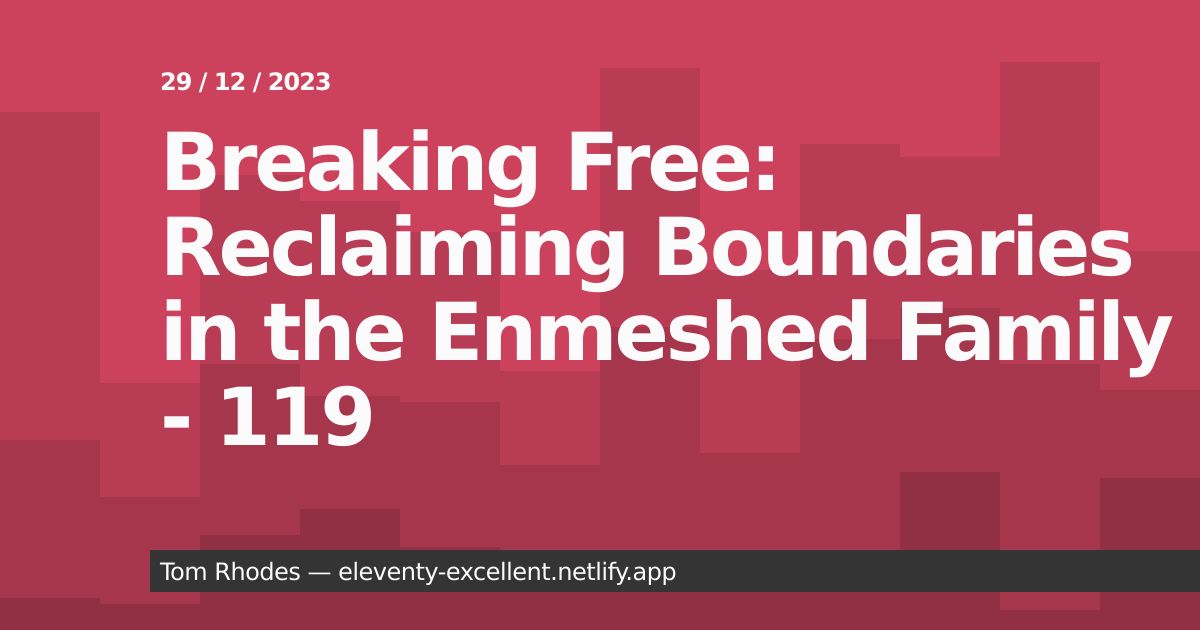 29 / 12 / 2023
Breaking Free:
Reclaiming Boundaries
in the Enmeshed Family
- 119
Tom Rhodes — eleventy-excellent.netlify.app